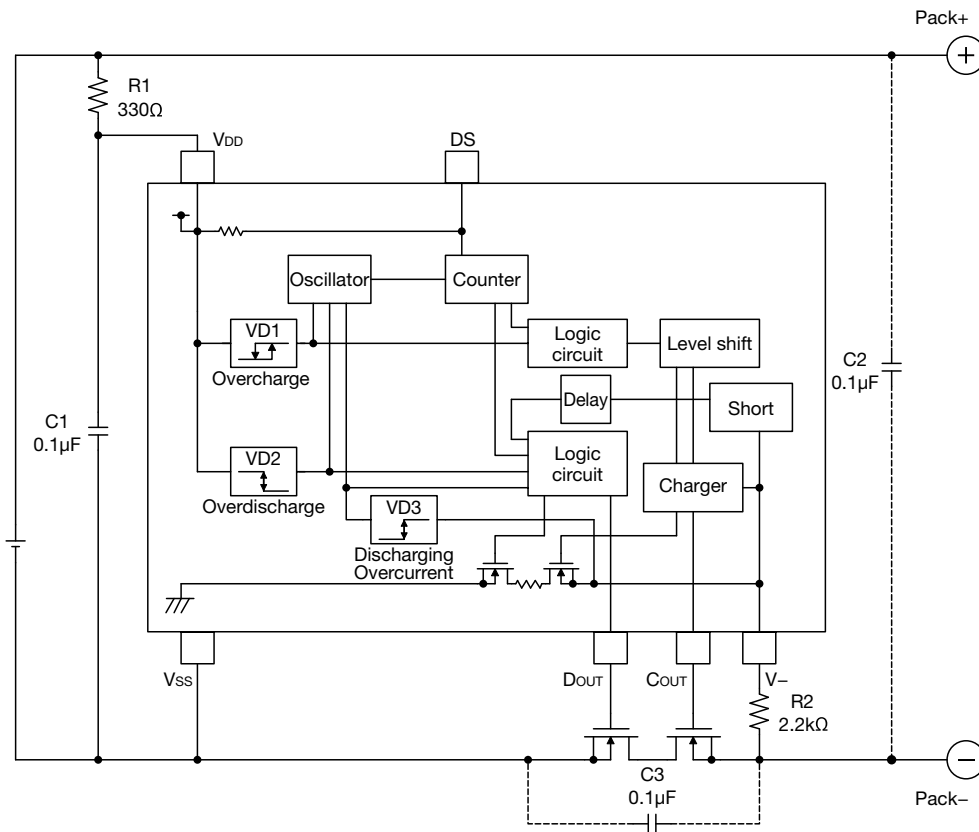 Pack+
R1
330Ω
VDD
DS
Oscillator
Counter
VD1
Overcharge
Logic
circuit
Level shift
C2
0.1µF
Delay
Short
C1
0.1µF
VD2
Overdischarge
Logic
circuit
Charger
VD3
Discharging
Overcurrent
VSS
DOUT
COUT
V−
R2
2.2kΩ
C3
0.1µF
Pack−